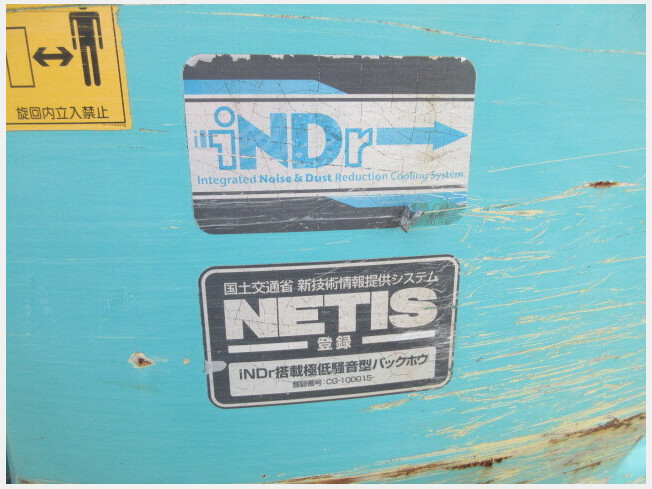 旋回内立入禁止
iNDr
Integrated Noise & Dust Reduction Cooling System
国土交通省 新技術情報提供システム
NETIS
登録
iNDr搭載極低騒音型バックホウ
登録番号:CG-100015-